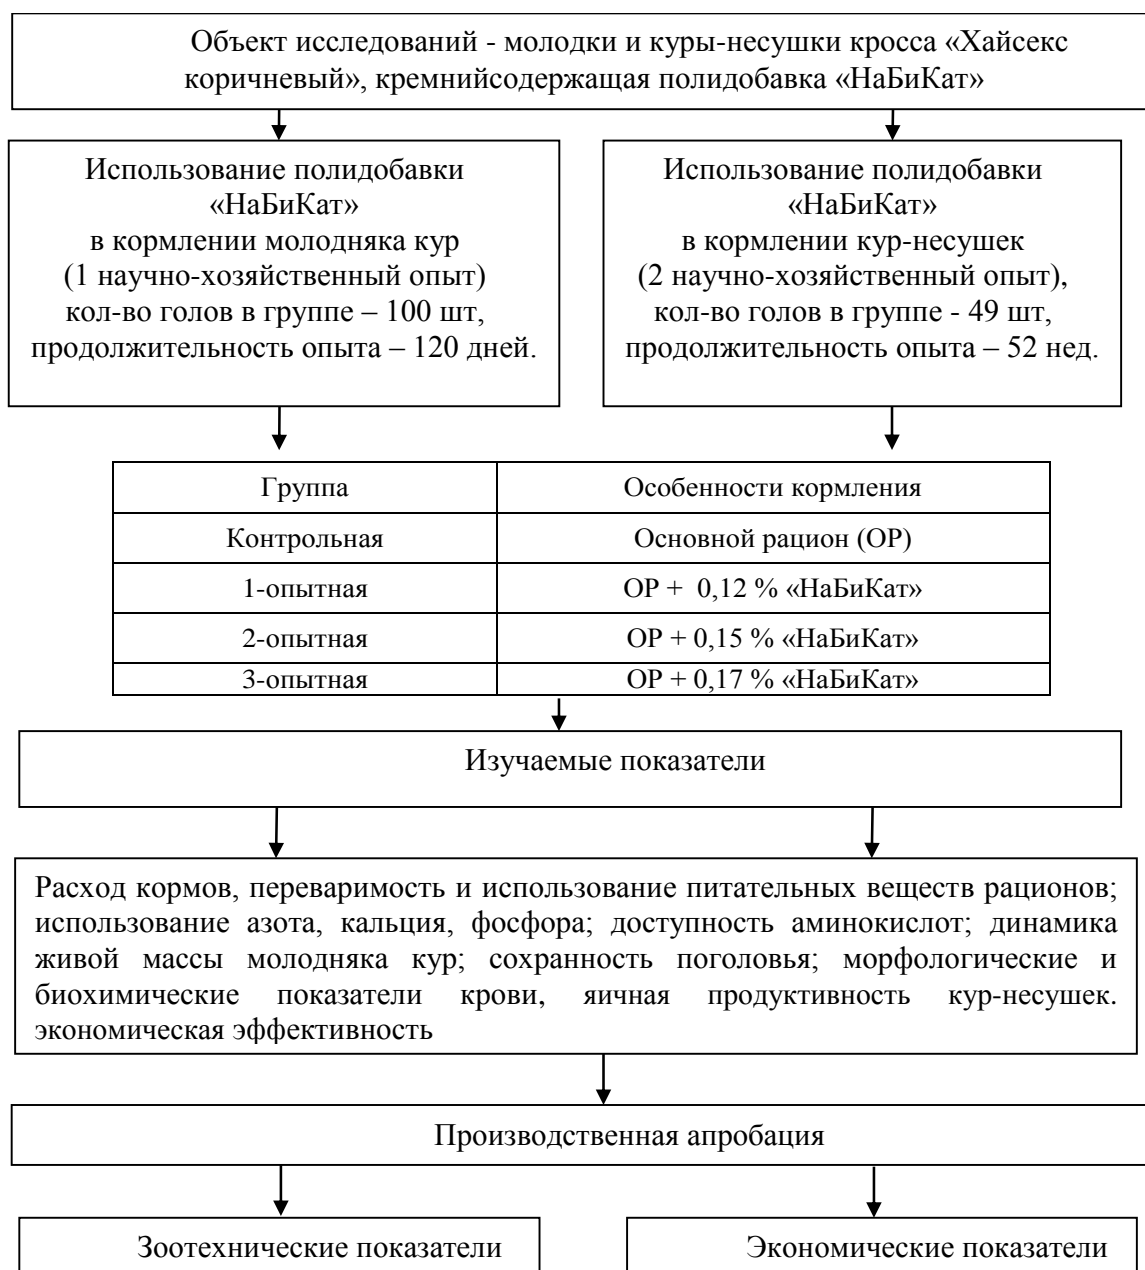 Объект исследований - молодки и куры-несушки кросса «Хайсекс
коричневый», кремнийсодержащая полидобавка «НаБиКат»
Использование полидобавки
«НаБиКат»
в кормлении молодняка кур
(1 научно-хозяйственный опыт)
кол-во голов в группе – 100 шт,
продолжительность опыта – 120 дней.
Использование полидобавки
«НаБиКат»
в кормлении кур-несушек
(2 научно-хозяйственный опыт),
кол-во голов в группе - 49 шт,
продолжительность опыта – 52 нед.
Группа Особенности кормления
Контрольная Основной рацион (ОР)
1-опытная ОР + 0,12 % «НаБиКат»
2-опытная ОР + 0,15 % «НаБиКат»
3-опытная ОР + 0,17 % «НаБиКат»
Изучаемые показатели
Расход кормов, переваримость и использование питательных веществ рационов;
использование азота, кальция, фосфора; доступность аминокислот; динамика
живой массы молодняка кур; сохранность поголовья; морфологические и
биохимические показатели крови, яичная продуктивность кур-несушек.
экономическая эффективность
Производственная апробация
Зоотехнические показатели
Экономические показатели